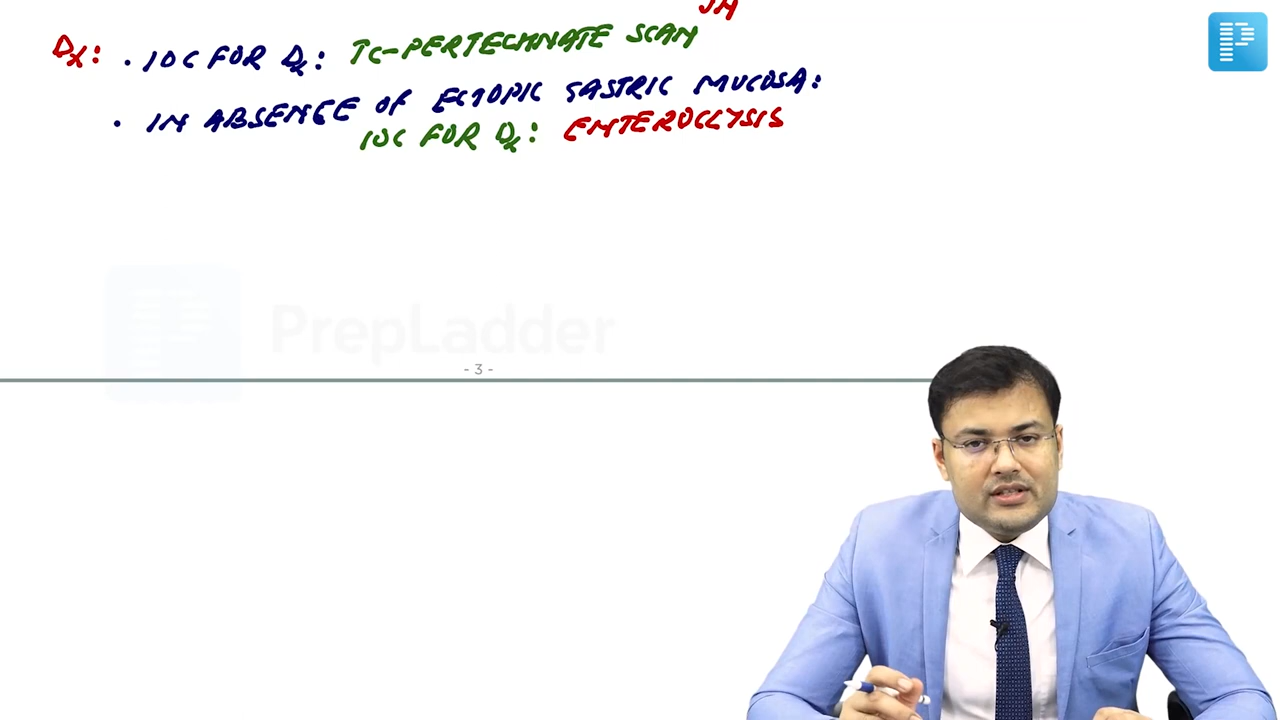 Dx: • IOC FOR Dx: TC-PERTECHNATE SCAN
• IN ABSENCE OF ECTOPIC GASTRIC MUCOSA:
IOC FOR Dx: ENTEROCLYSIS
PrepLadder
- 3 -